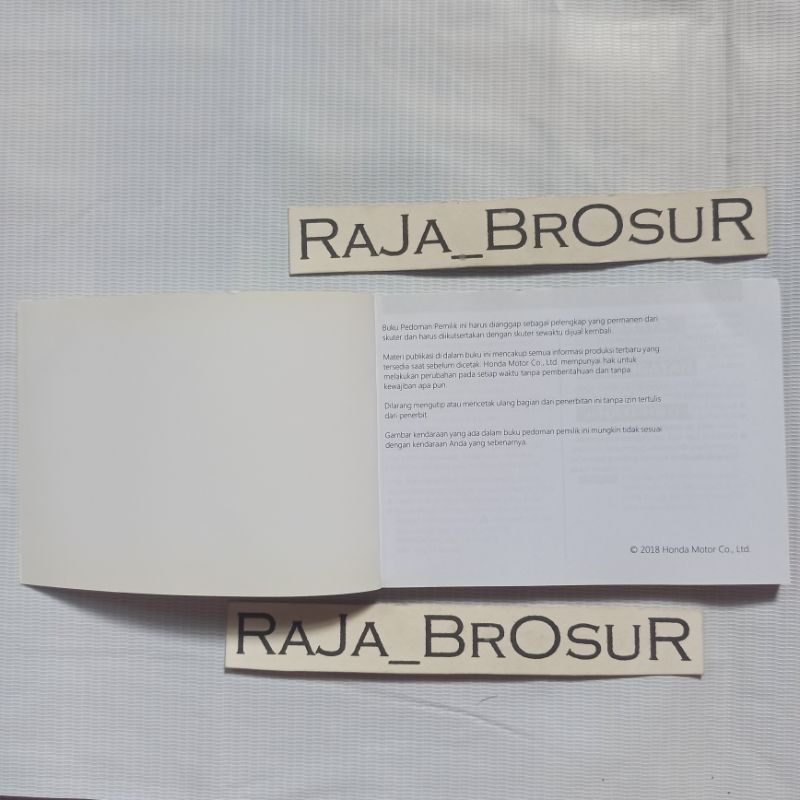 RAJA_BROSUR
Buku Pedoman Pemilik ini harus dianggap sebagai pelengkap yang permanen dan
skuter dan harus diikutsertakan dengan skuter sewaktu dijual kembali.
Materi publikasi di dalam buku ini mencakup semua informasi produksi terbaru yang
tersedia saat sebelum dicetak. Honda Motor Co., Ltd. mempunyai hak untuk
melakukan perubahan pada setiap waktu tanpa pemberitahuan dan tanpa
kewajiban apa pun.
Dilarang mengutip atau mencetak ulang bagian dari penerbitan ini tanpa izin tertulis
dari penerbit.
Gambar kendaraan yang ada dalam buku pedoman pemilik ini mungkin tidak sesuai
dengan kendaraan Anda yang sebenarnya.
© 2018 Honda Motor Co., Ltd.
RAJA_BROSUR